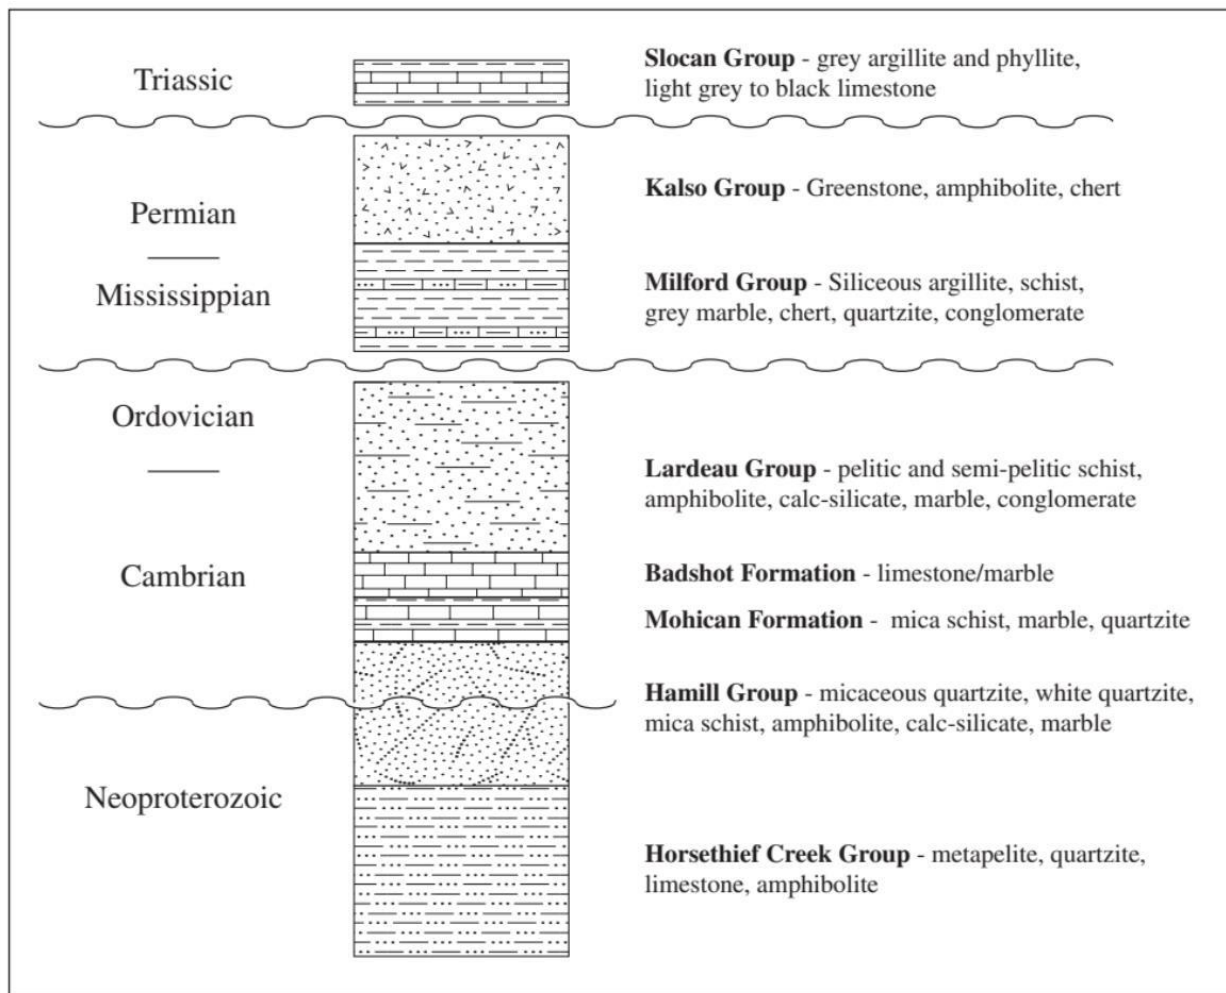 Triassic
Slocan Group - grey argillite and phyllite,
light grey to black limestone
Permian
Kalso Group - Greenstone, amphibolite, chert
Mississippian
Milford Group - Siliceous argillite, schist,
grey marble, chert, quartzite, conglomerate
Ordovician
Lardeau Group - pelitic and semi-pelitic schist,
amphibolite, calc-silicate, marble, conglomerate
Cambrian
Badshot Formation - limestone/marble
Mohican Formation - mica schist, marble, quartzite
Hamill Group - micaceous quartzite, white quartzite,
mica schist, amphibolite, calc-silicate, marble
Neoproterozoic
Horsethief Creek Group - metapelite, quartzite,
limestone, amphibolite